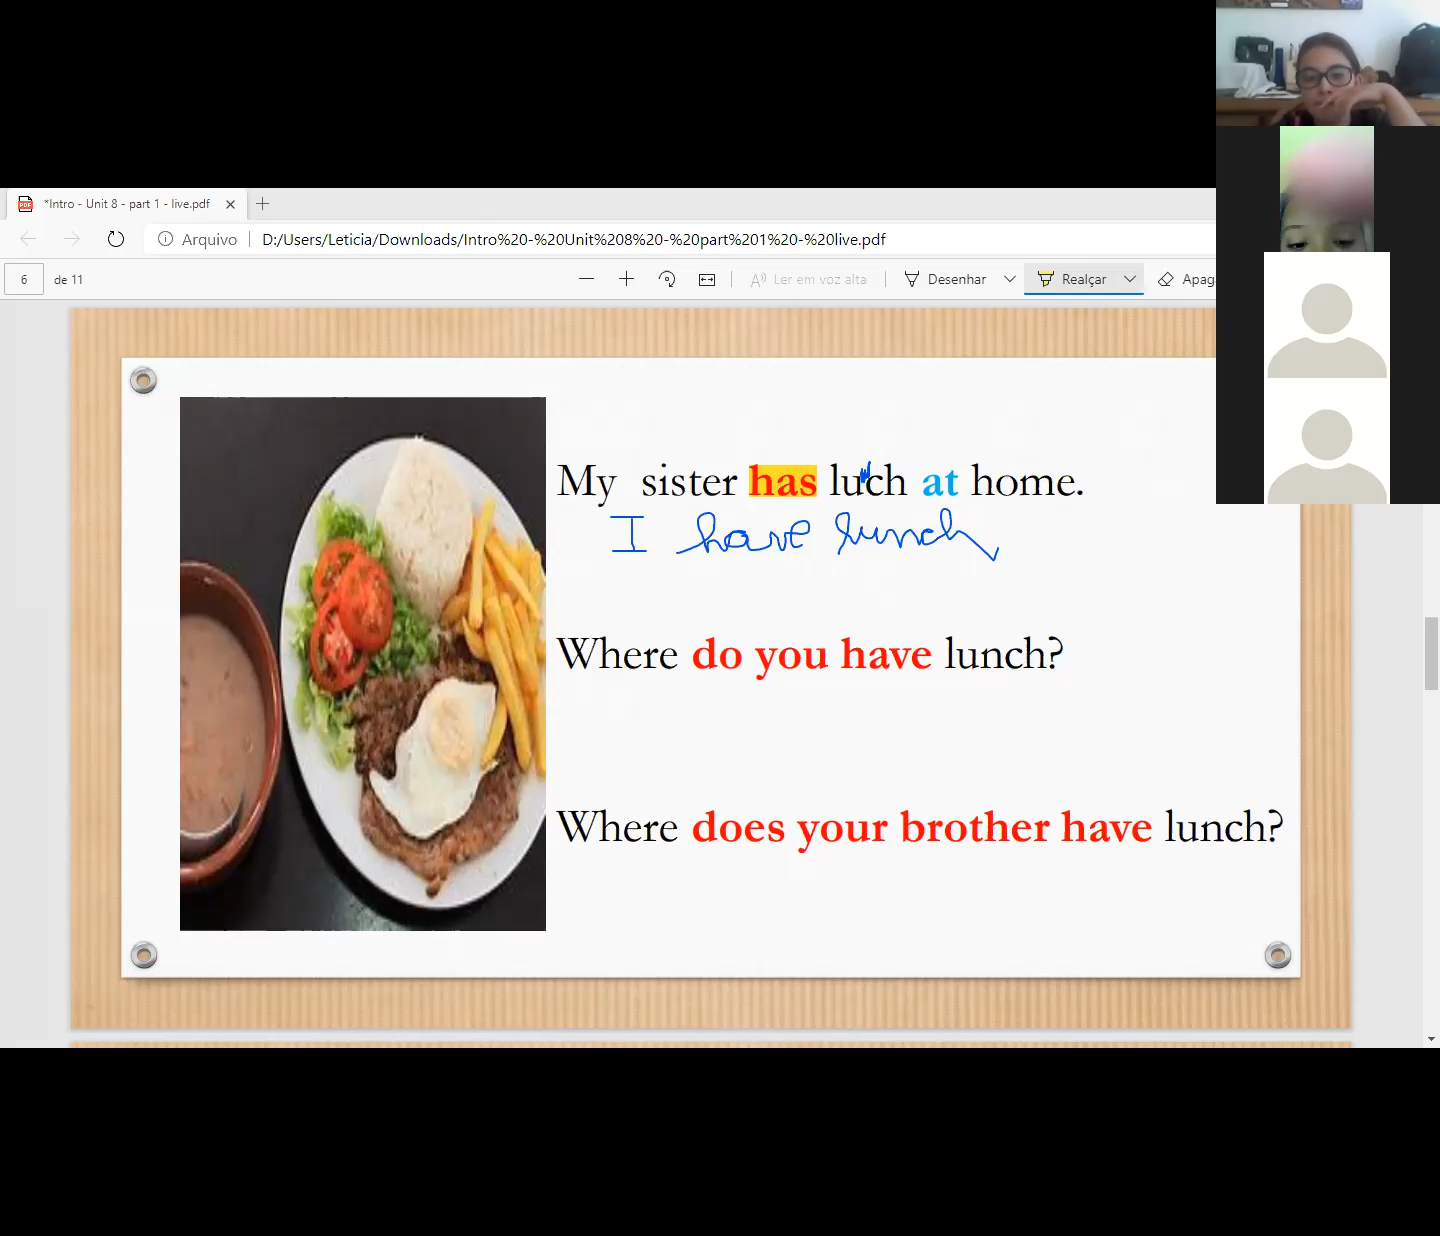 *Intro - Unit 8 - part 1 - live.pdf
Arquivo D:/Users/Leticia/Downloads/Intro%20-%20Unit%208%20-%20part%201%20-%20live.pdf
6 de 11 Ler em voz alta Desenhar Realçar Apag
My sister has luch at home.
I have lunch
Where do you have lunch?
Where does your brother have lunch?